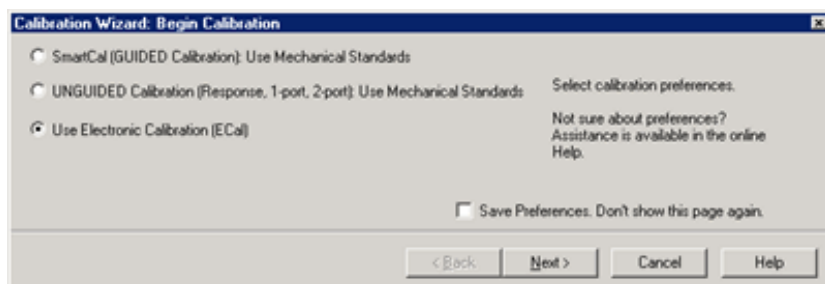 Calibration Wizard: Begin Calibration
SmartCal (GUIDED Calibration): Use Mechanical Standards
UNGUIDED Calibration (Response, 1-port, 2-port): Use Mechanical Standards
Use Electronic Calibration (ECal)
Select calibration preferences.
Not sure about preferences?
Assistance is available in the online
Help.
Save Preferences. Don't show this page again.
< Back
Next >
Cancel
Help